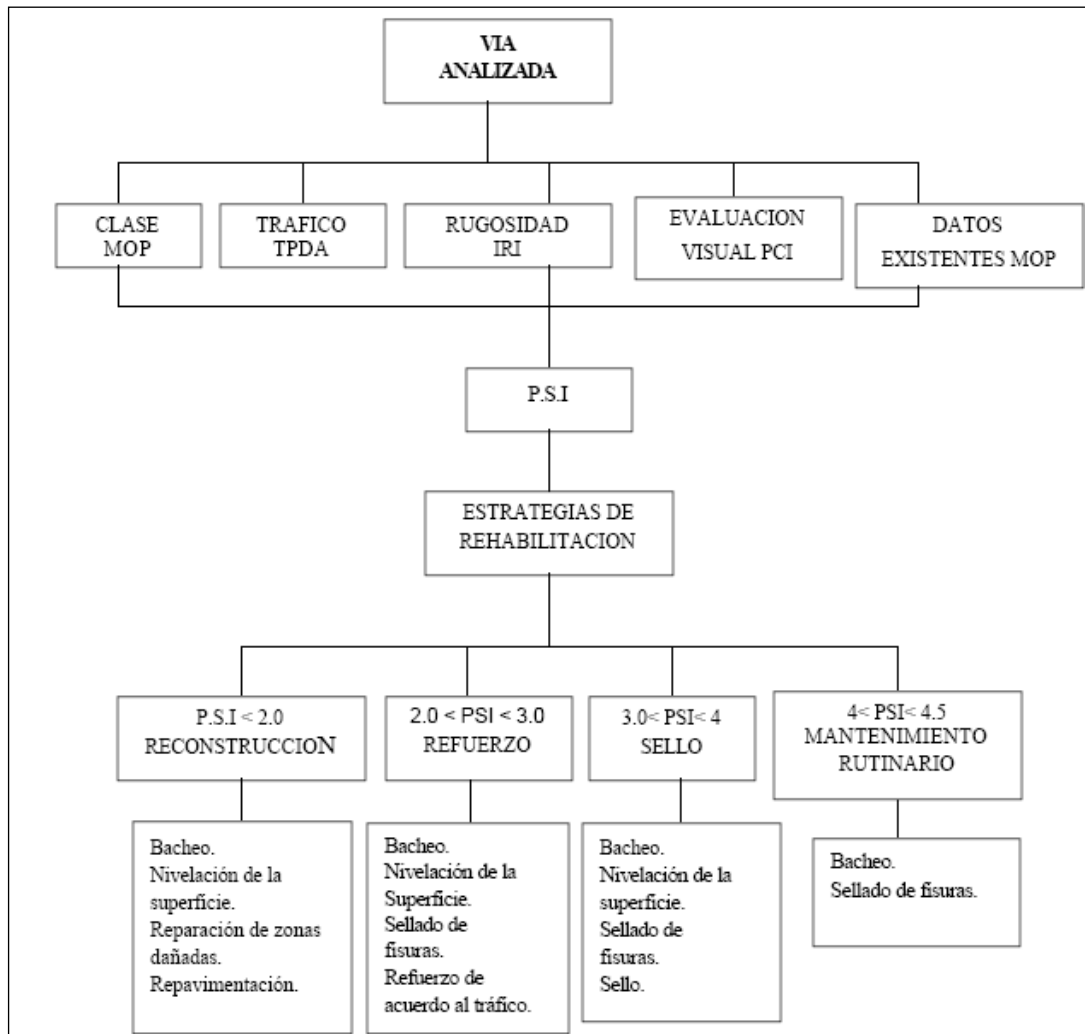 VIA
ANALIZADA
CLASE
MOP
TRAFICO
TPDA
RUGOSIDAD
IRI
EVALUACION
VISUAL PCI
DATOS
EXISTENTES MOP
P.S.I
ESTRATEGIAS DE
REHABILITACION
P.S.I < 2.0
RECONSTRUCCION
2.0 < PSI < 3.0
REFUERZO
3.0< PSI< 4
SELLO
4< PSI< 4.5
MANTENIMIENTO
RUTINARIO
Bacheo.
Nivelación de la
superfície.
Reparación de zonas
dañadas.
Repavimentación.
Bacheo.
Nivelación de la
Superficie.
Sellado de
fisuras.
Refuerzo de
acuerdo al tráfico.
Bacheo.
Nivelación de la
superficie.
Sellado de
fisuras.
Sello.
Bacheo.
Sellado de fisuras.